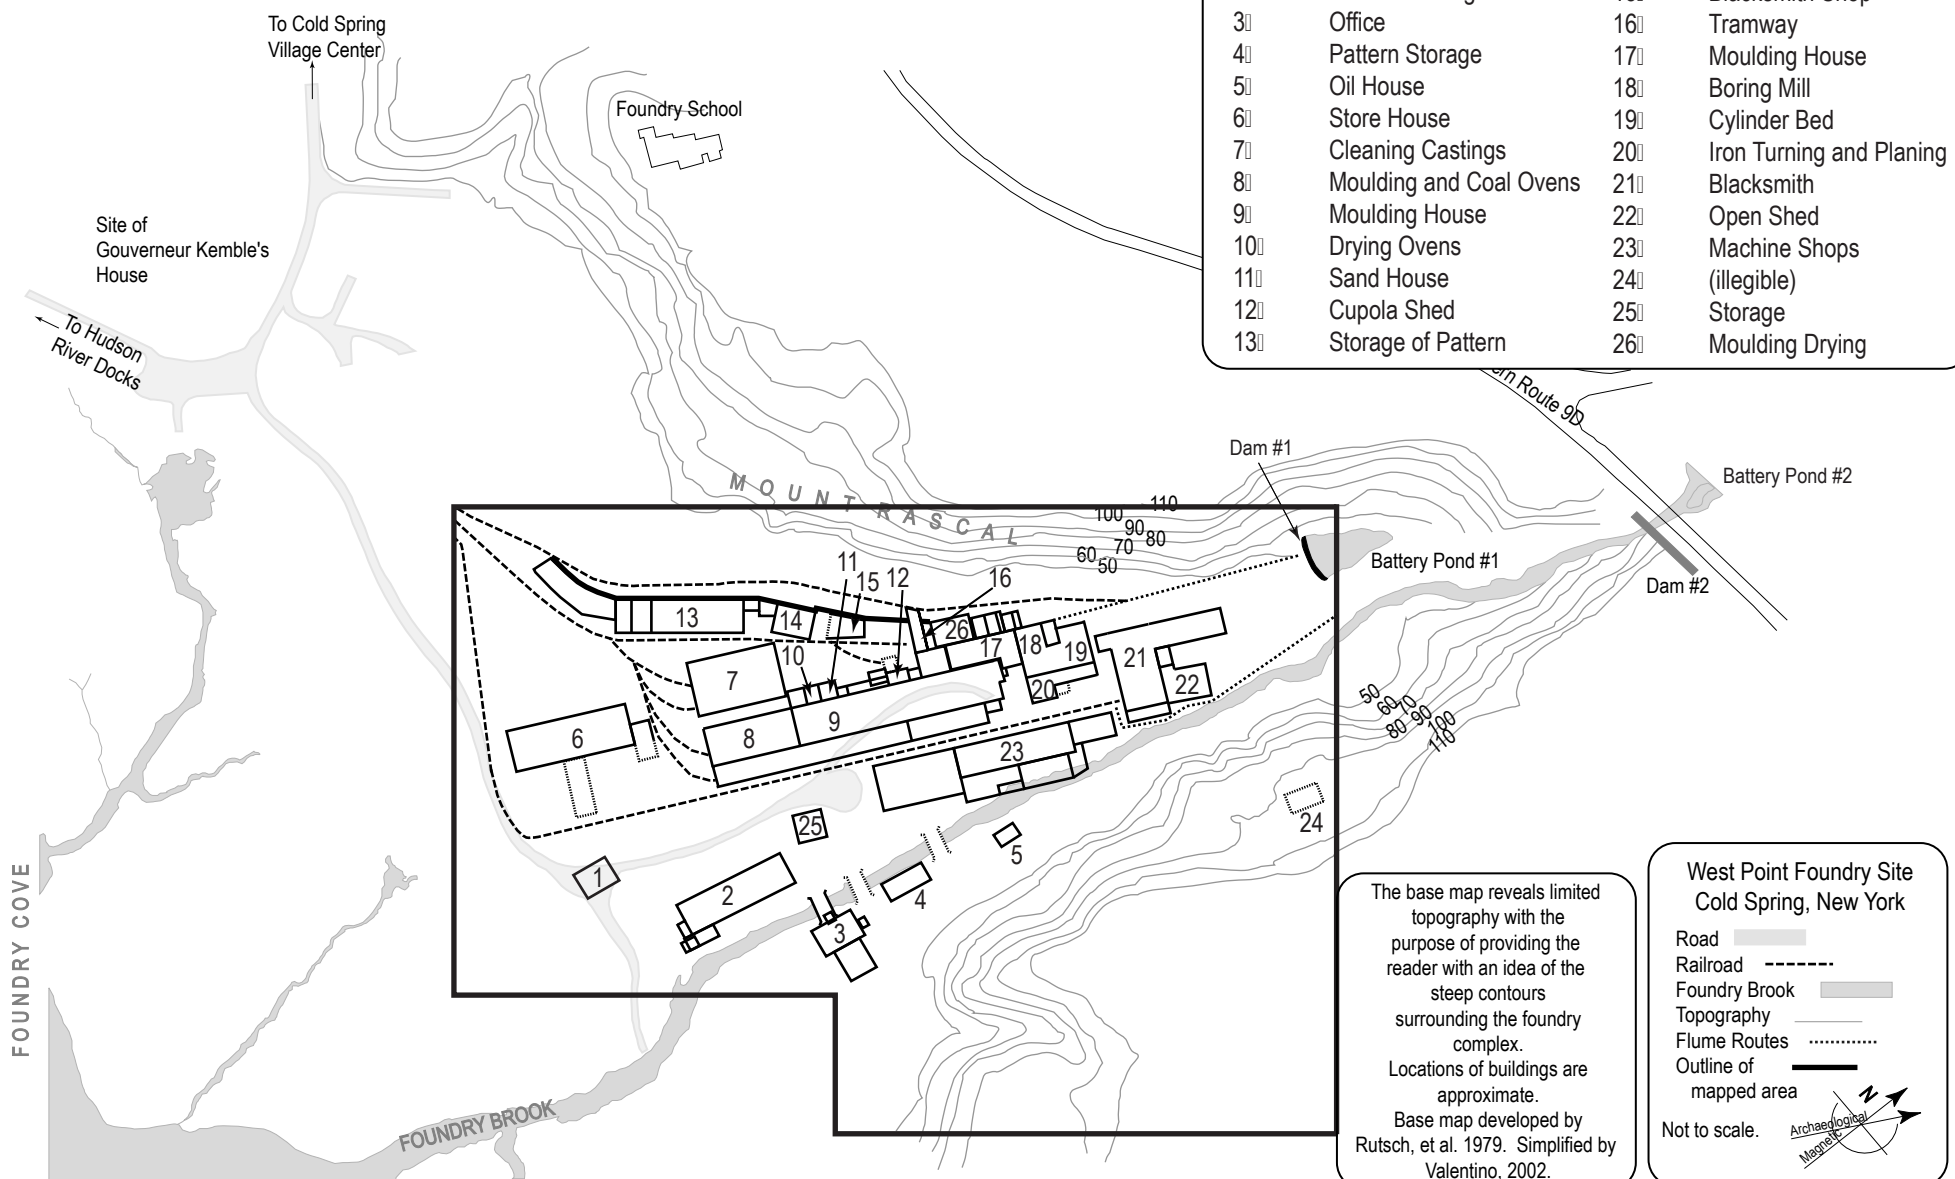 To Cold Spring
Village Center
Foundry School
Site of
Gouverneur Kemble's
House
To Hudson
River Docks
3 Office
4 Pattern Storage
5 Oil House
6 Store House
7 Cleaning Castings
8 Moulding and Coal Ovens
9 Moulding House
10 Drying Ovens
11 Sand House
12 Cupola Shed
13 Storage of Pattern
16 Tramway
17 Moulding House
18 Boring Mill
19 Cylinder Bed
20 Iron Turning and Planing
21 Blacksmith
22 Open Shed
23 Machine Shops
24 (illegible)
25 Storage
26 Moulding Drying
Route 9D
Dam #1
Battery Pond #2
Battery Pond #1
Dam #2
MOUNT RASCAL
110
100
90
80
70
60
50
11
15
12
16
13
14
26
17
18
19
10
7
20
21
22
6
8
9
23
50
60
70
80
90
100
110
25
24
5
1
2
4
3
FOUNDRY COVE
FOUNDRY BROOK
The base map reveals limited
topography with the
purpose of providing the
reader with an idea of the
steep contours
surrounding the foundry
complex.
Locations of buildings are
approximate.
Base map developed by
Rutsch, et al. 1979. Simplified by
Valentino, 2002.
West Point Foundry Site
Cold Spring, New York
Road
Railroad
Foundry Brook
Topography
Flume Routes
Outline of
mapped area
Not to scale.
N
Archaeological
Magnetic